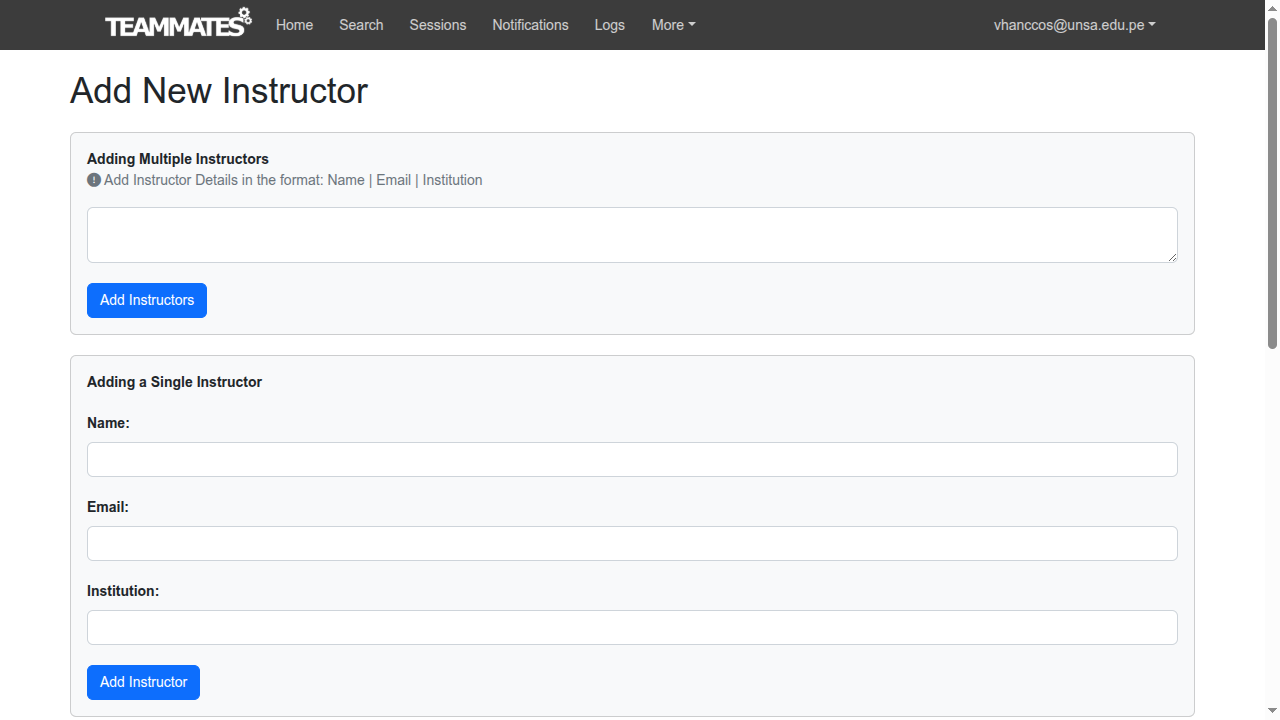 TEAMMATES Home Search Sessions Notifications Logs More vhanccos@unsa.edu.pe
Add New Instructor
Adding Multiple Instructors
Add Instructor Details in the format: Name | Email | Institution
Add Instructors
Adding a Single Instructor
Name:
Email:
Institution:
Add Instructor